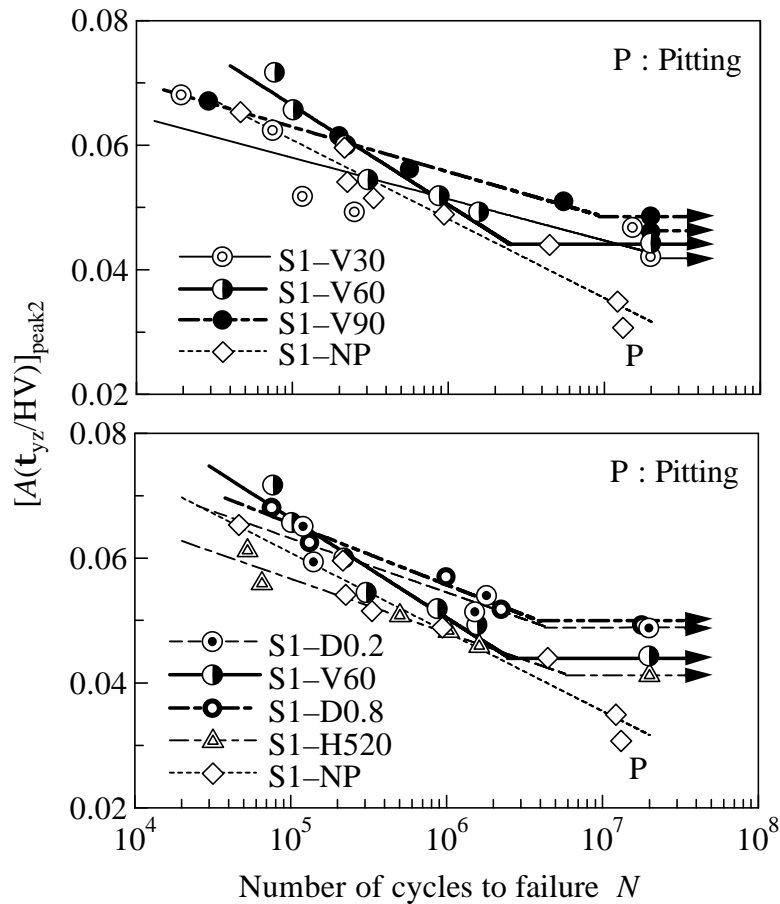 0.08
P : Pitting
0.06
0.04
S1–V30
S1–V60
S1–V90
S1–NP
P
0.02
[A(τyz/HV)]peak2
0.08
P : Pitting
0.06
S1–D0.2
S1–V60
0.04
S1–D0.8
S1–H520
S1–NP
P
0.02
10^4 10^5 10^6 10^7 10^8
Number of cycles to failure N